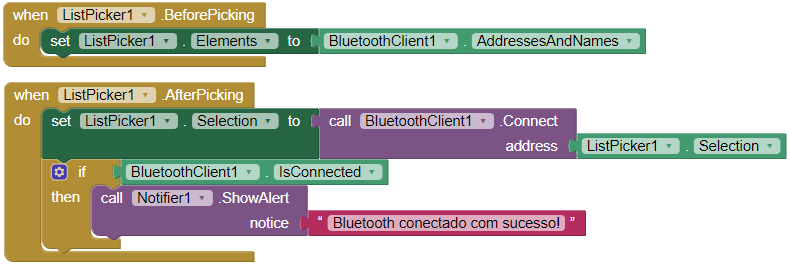 when ListPicker1 .BeforePicking
do set ListPicker1 . Elements to BluetoothClient1 . AddressesAndNames
when ListPicker1 .AfterPicking
do set ListPicker1 . Selection to call BluetoothClient1 .Connect
address ListPicker1 . Selection
if BluetoothClient1 . IsConnected
then call Notifier1 .ShowAlert
notice “ Bluetooth conectado com sucesso! ”